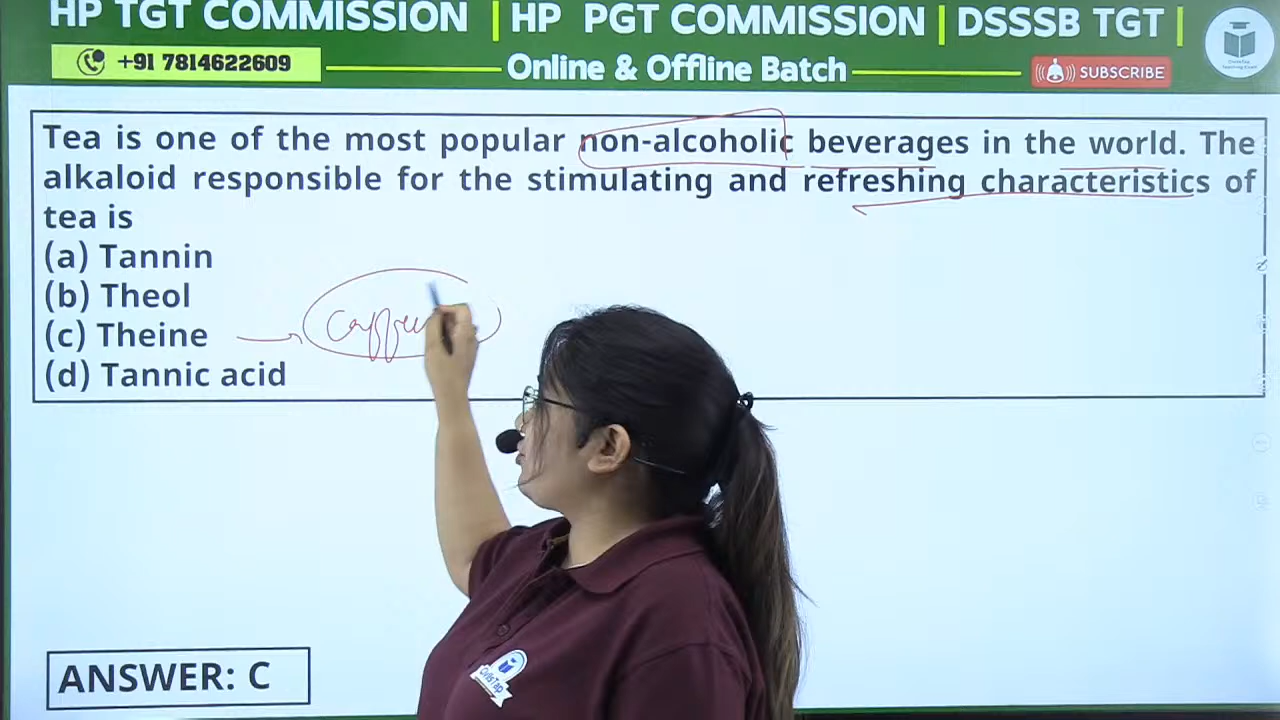 HP TGT COMMISSION | HP PGT COMMISSION | DSSSB TGT |
+91 7814622609
Online & Offline Batch
SUBSCRIBE
Tea is one of the most popular non-alcoholic beverages in the world. The
alkaloid responsible for the stimulating and refreshing characteristics of
tea is
(a) Tannin
(b) Theol
(c) Theine
(d) Tannic acid
ANSWER: C
CivilsTap